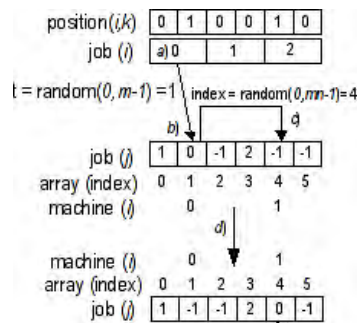 position(i,k) 0 1 0 0 1 0
job (i) a) 0 1 2
t = random(0, m-1) =1 index = random(0,mn-1)=4
b) c)
job (j) 1 0 -1 2 -1 -1
array (index) 0 1 2 3 4 5
machine (i) 0 1
d)
machine (i) 0 1
array (index) 0 1 2 3 4 5
job (j) 1 -1 -1 2 0 -1